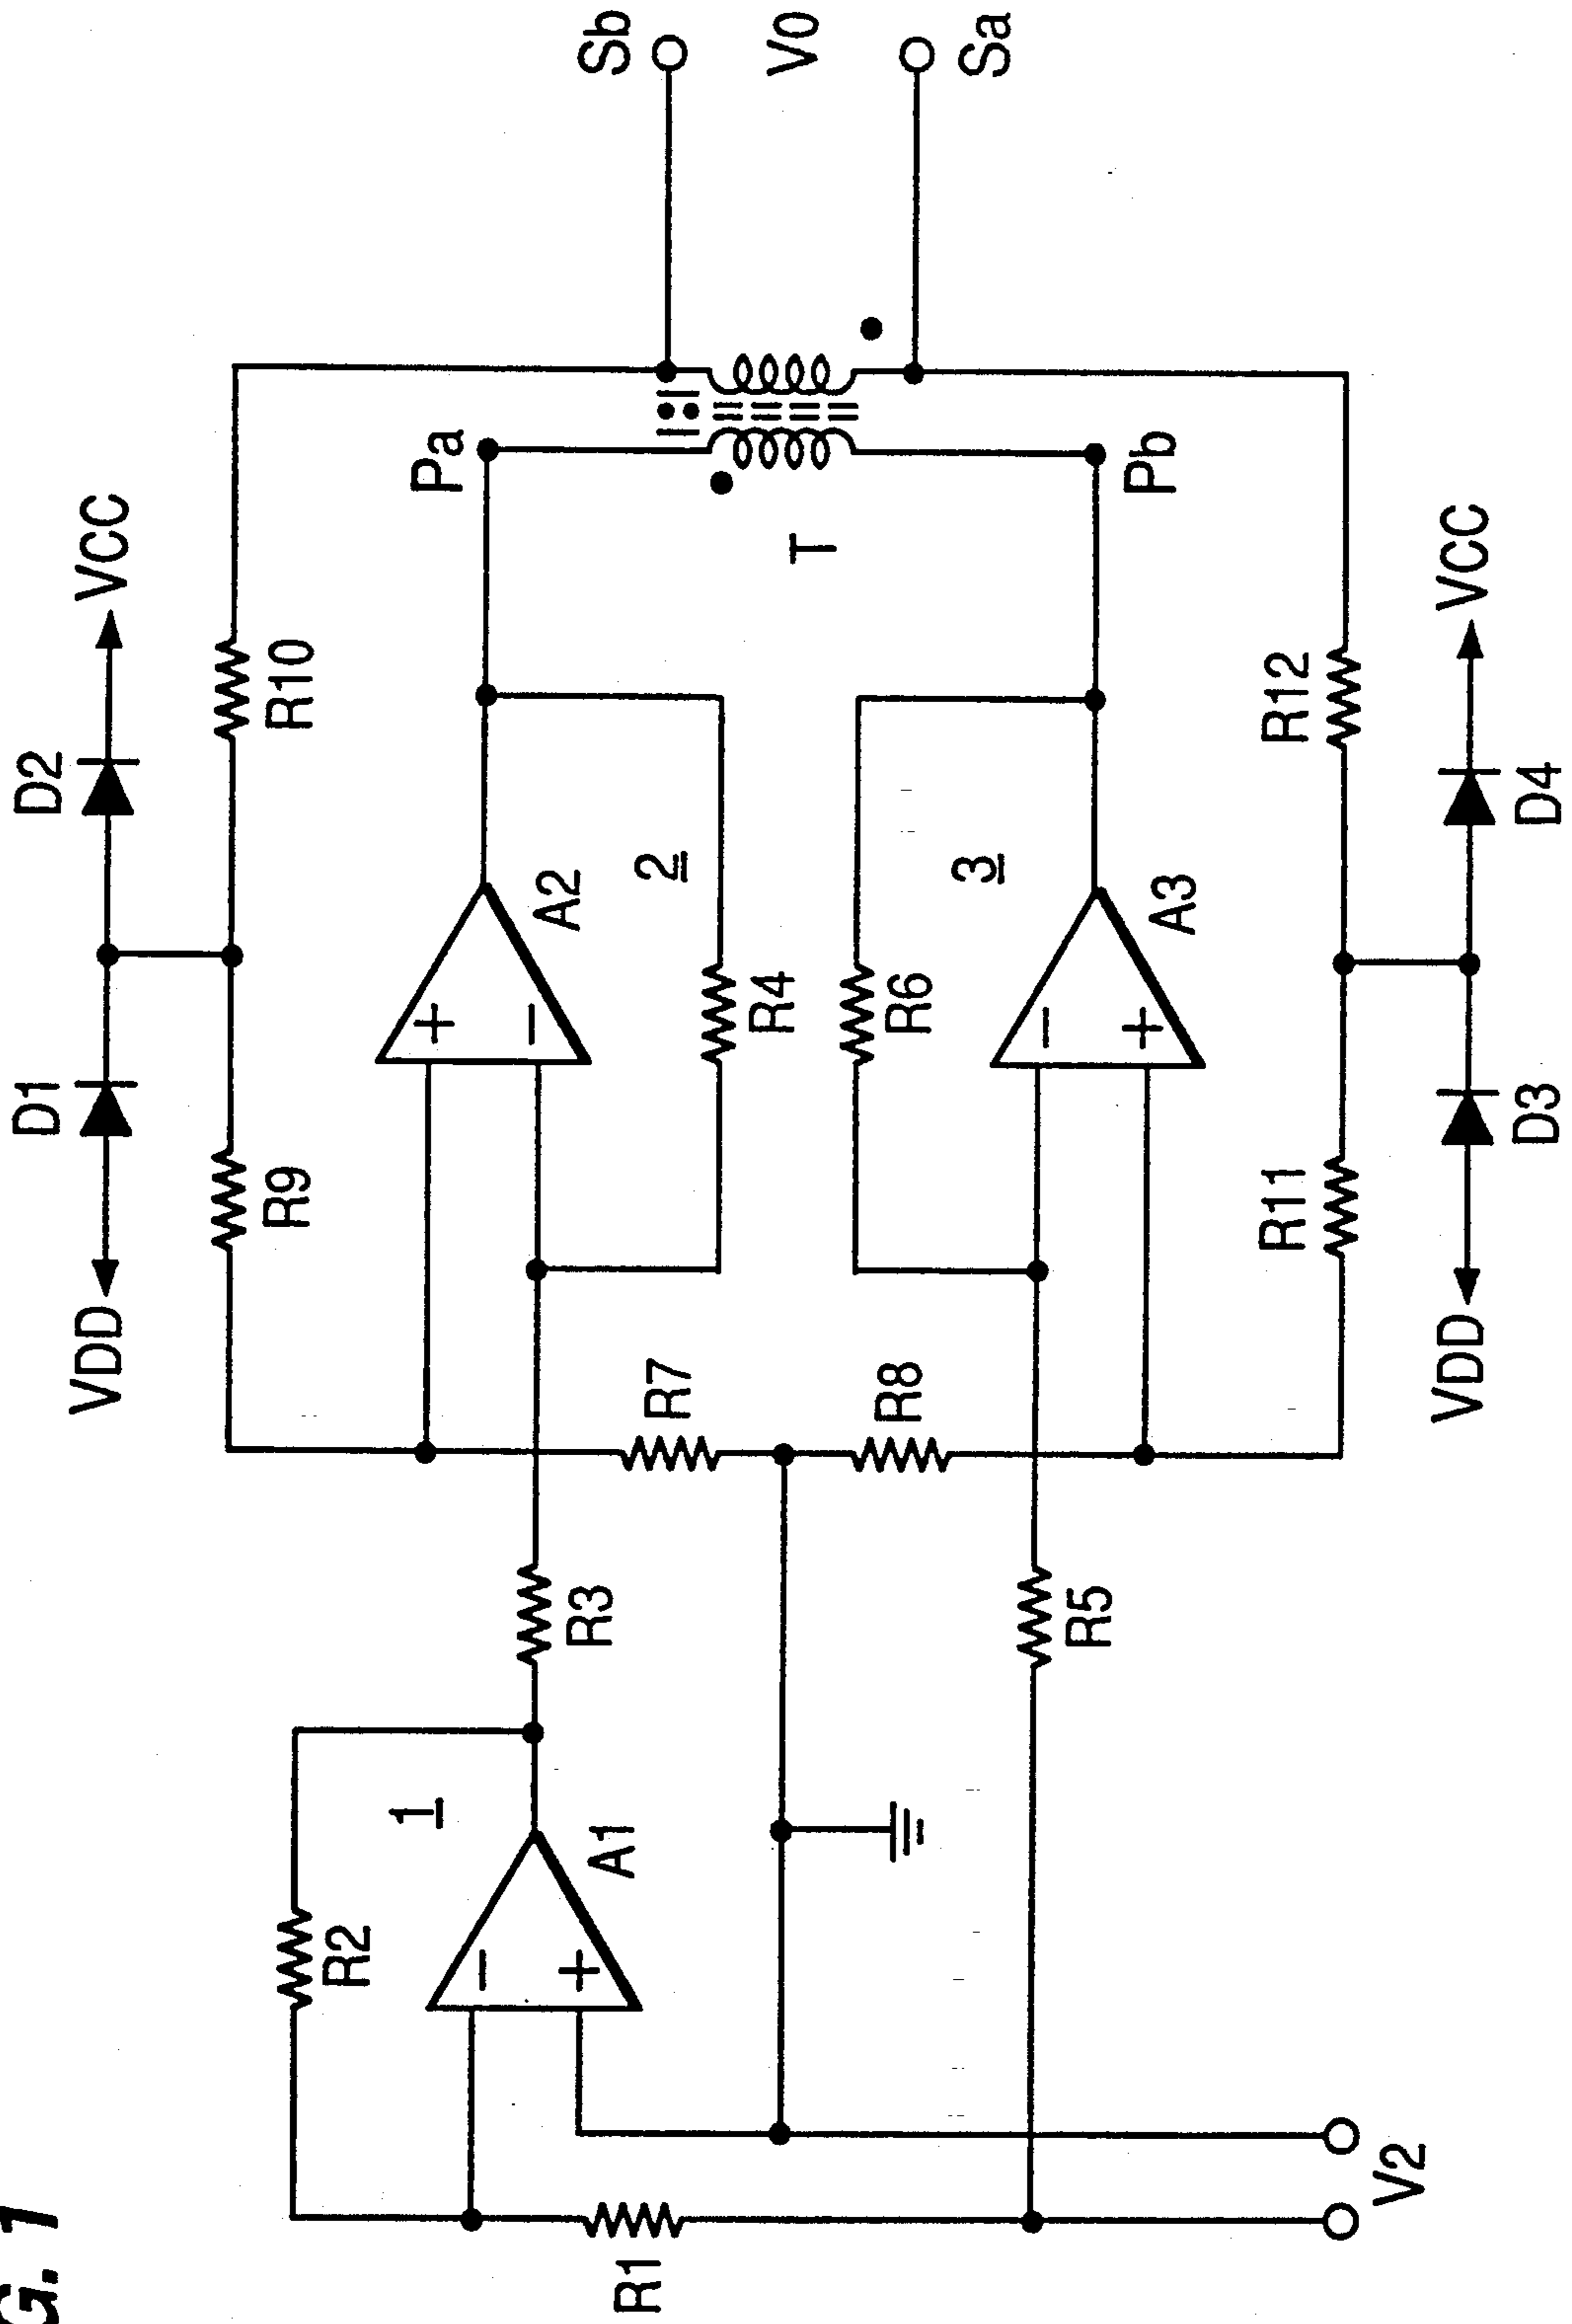 G. 1
VDD
D1
D2
VCC
R9
R10
Sb
V0
Sa
Pa
Pb
T
A2
+
−
2
R4
R7
R3
R2
1
A1
−
+
R1
R8
R6
3
A3
−
+
R5
R11
R12
VDD
D3
D4
VCC
V2